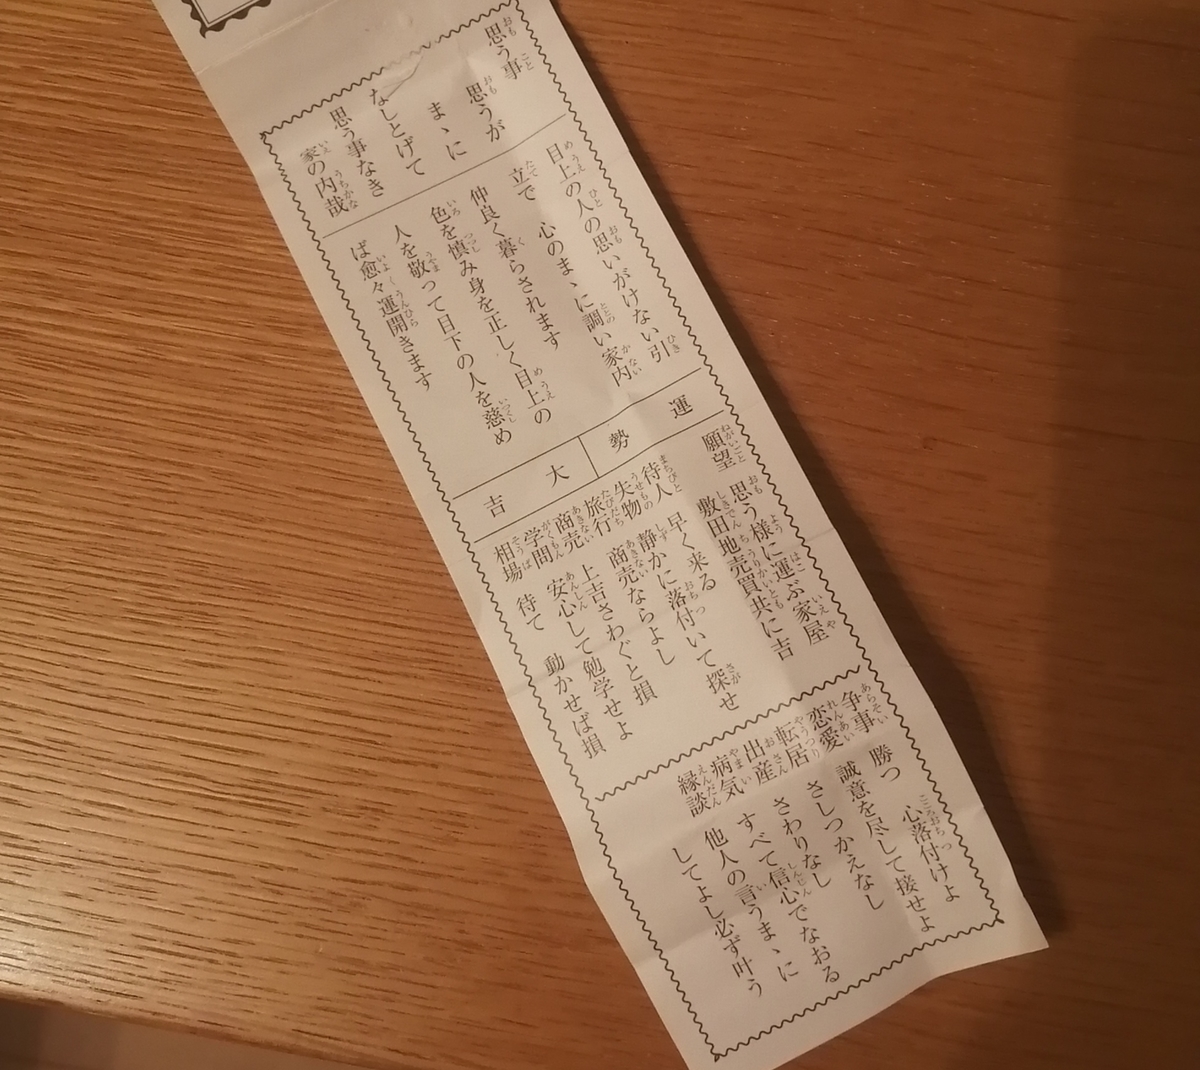 思う事
思うが
まゝに
なしとげて
思う事なき
家の内哉
目上の人の思いがけない引
立で 心のまゝに調い家内
仲良く暮らされます
色を慎み身を正しく目上の
人を敬って目下の人を慈め
ば愈々運開きます
運勢 大吉
願望 思う様に運ぶ家屋
敷田地売買共に吉
待人 早く来る
失物 静かに落付いて探せ
旅行 商売ならよし
商売 上吉さわぐと損
学問 安心して勉学せよ
相場 待て 動かせば損
争事 勝つ 心落付けよ
恋愛 誠意を尽して接せよ
転居 さしつかえなし
出産 さわりなし
病気 すべて信心でなおる
縁談 他人の言うまゝに
してよし必ず叶う